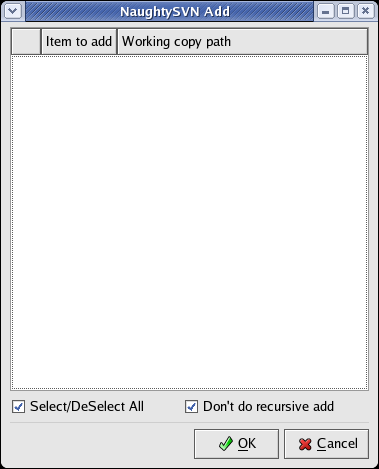 NaughtySVN Add
Item to add Working copy path
Select/DeSelect All Don't do recursive add
OK Cancel